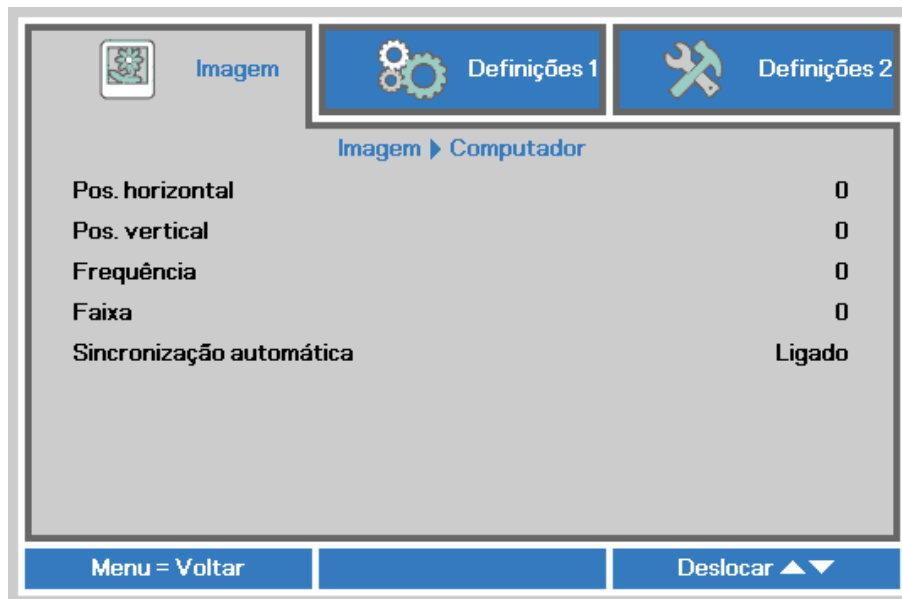 Imagem
Definições 1
Definições 2
Imagem ▶ Computador
Pos. horizontal 0
Pos. vertical 0
Frequência 0
Faixa 0
Sincronização automática Ligado
Menu = Voltar
Deslocar ▲▼